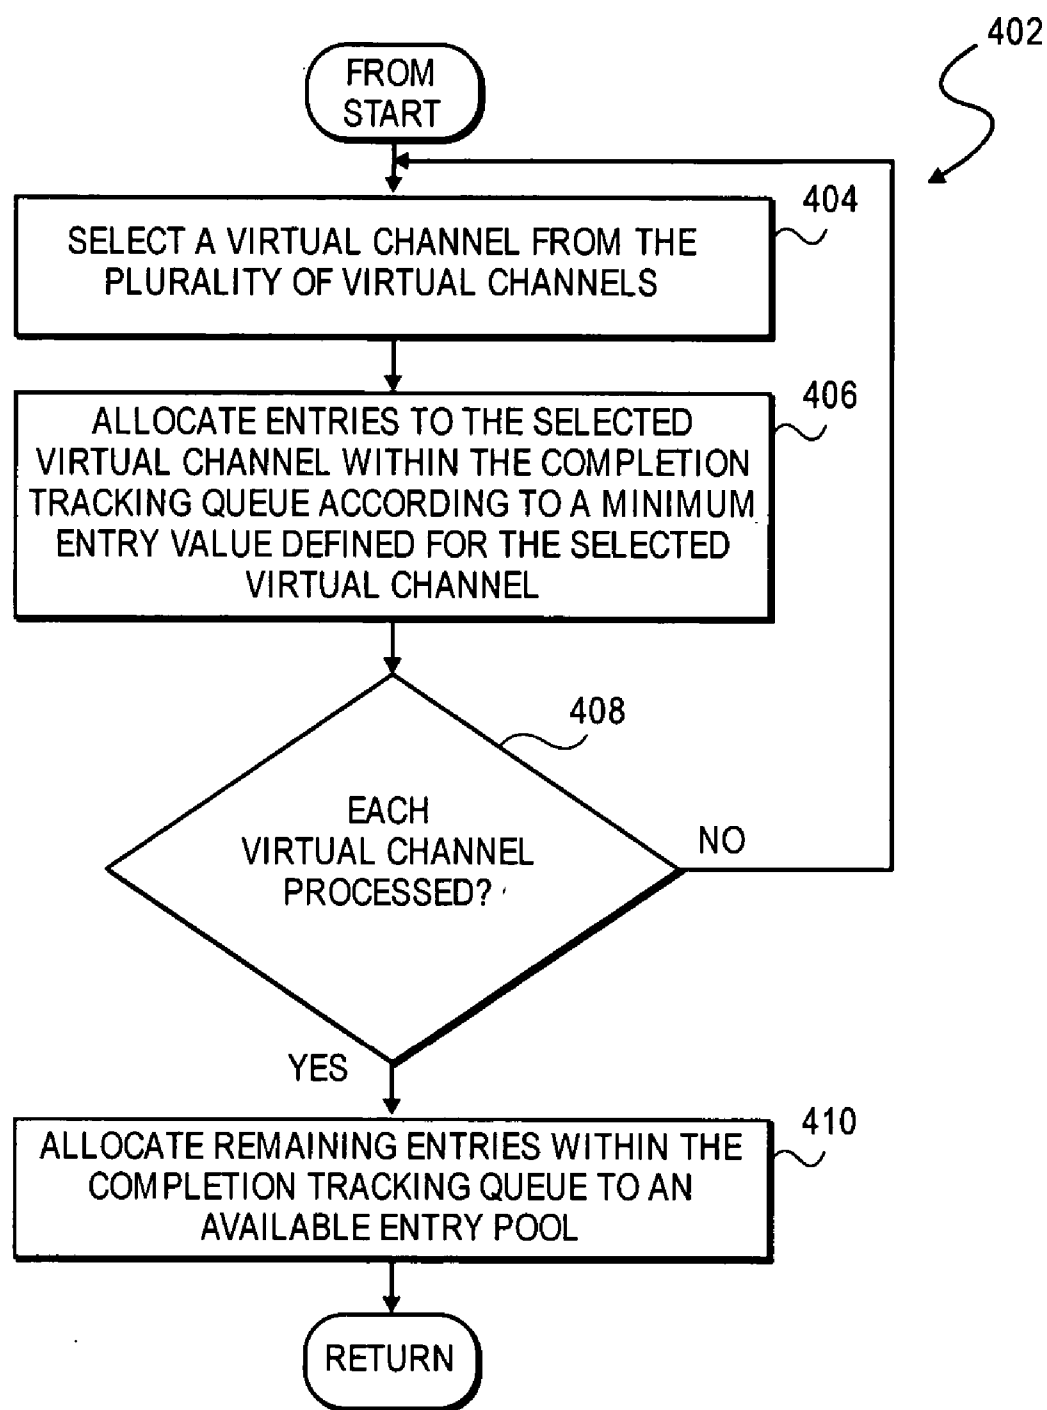 402
FROM
START
404
SELECT A VIRTUAL CHANNEL FROM THE
PLURALITY OF VIRTUAL CHANNELS
406
ALLOCATE ENTRIES TO THE SELECTED
VIRTUAL CHANNEL WITHIN THE COMPLETION
TRACKING QUEUE ACCORDING TO A MINIMUM
ENTRY VALUE DEFINED FOR THE SELECTED
VIRTUAL CHANNEL
408
EACH
VIRTUAL CHANNEL
PROCESSED?
NO
YES
410
ALLOCATE REMAINING ENTRIES WITHIN THE
COMPLETION TRACKING QUEUE TO AN
AVAILABLE ENTRY POOL
RETURN